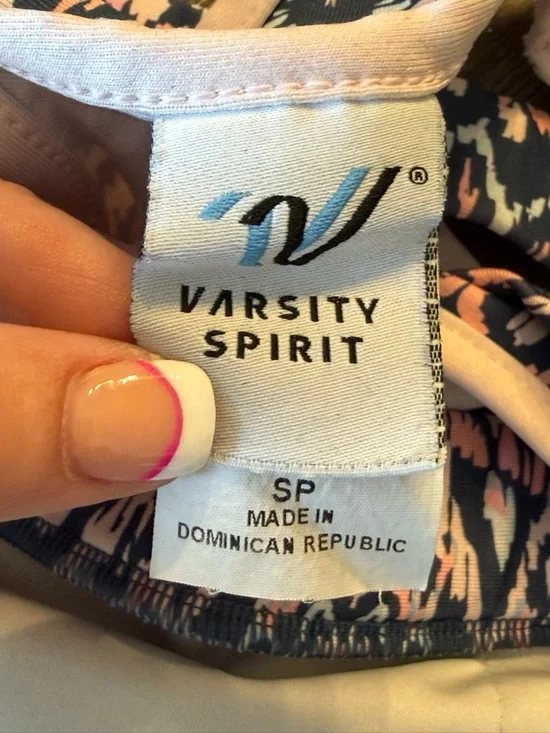 ®
VARSITY
SPIRIT
SP
MADE IN
DOMINICAN REPUBLIC